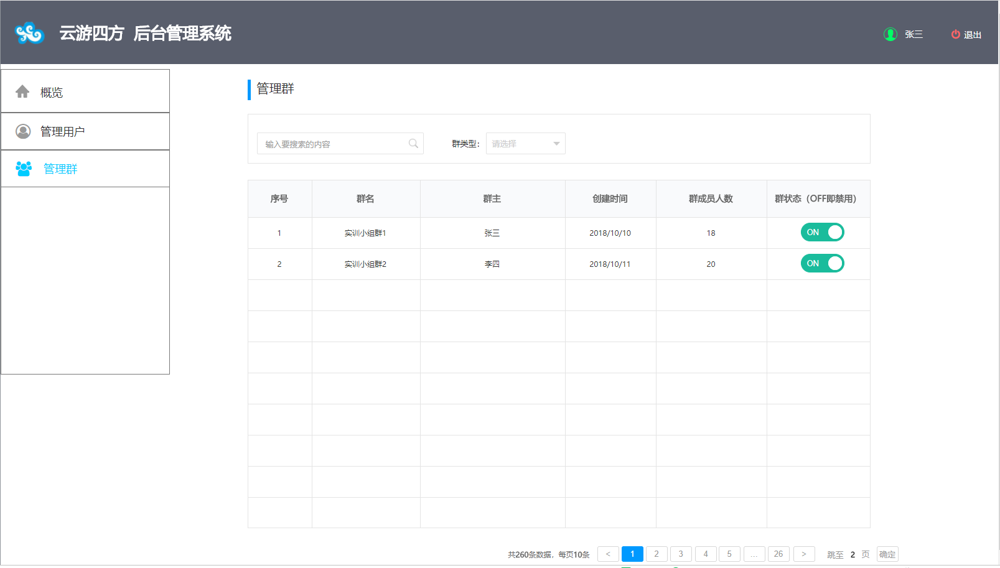 云游四方 后台管理系统
张三 退出
概览
管理用户
管理群
管理群
输入要搜索的内容 群类型： 请选择
序号 群名 群主 创建时间 群成员人数 群状态（OFF即禁用）
1 实训小组群1 张三 2018/10/10 18 ON
2 实训小组群2 李四 2018/10/11 20 ON
共260条数据，每页10条 < 1 2 3 4 5 ... 26 > 跳至 2 页 确定